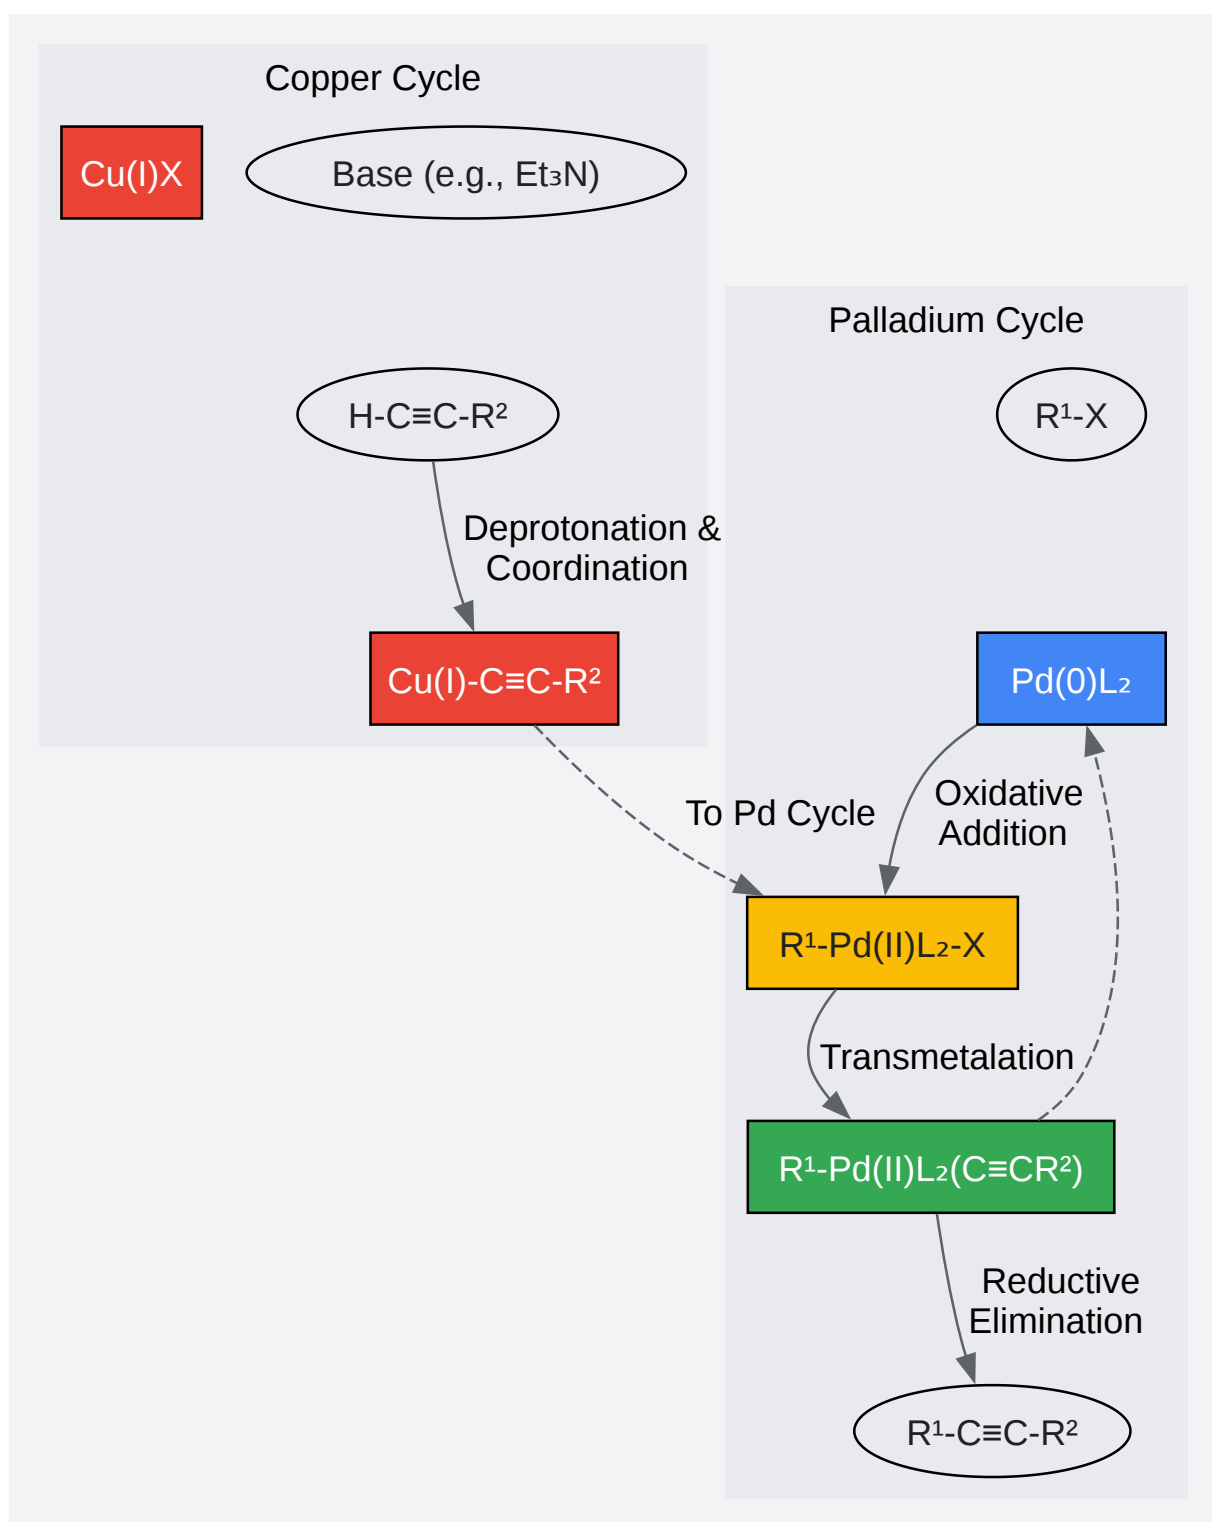 Copper Cycle
Cu(I)X
Base (e.g., Et₃N)
Palladium Cycle
H-C≡C-R²
R¹-X
Deprotonation &
Coordination
Cu(I)-C≡C-R²
Pd(0)L₂
To Pd Cycle
Oxidative
Addition
R¹-Pd(II)L₂-X
Transmetalation
R¹-Pd(II)L₂(C≡CR²)
Reductive
Elimination
R¹-C≡C-R²